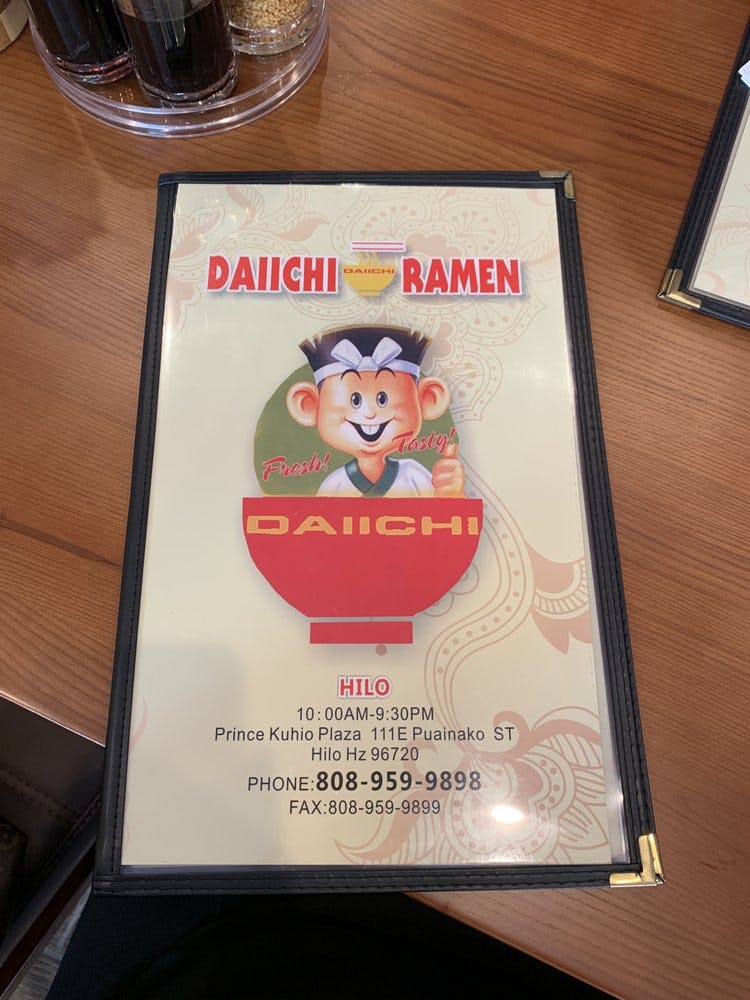 DAIICHI DAIICHI RAMEN
Fresh! Tasty!
DAIICHI
HILO
10:00AM-9:30PM
Prince Kuhio Plaza 111E Puainako ST
Hilo Hz 96720
PHONE:808-959-9898
FAX:808-959-9899